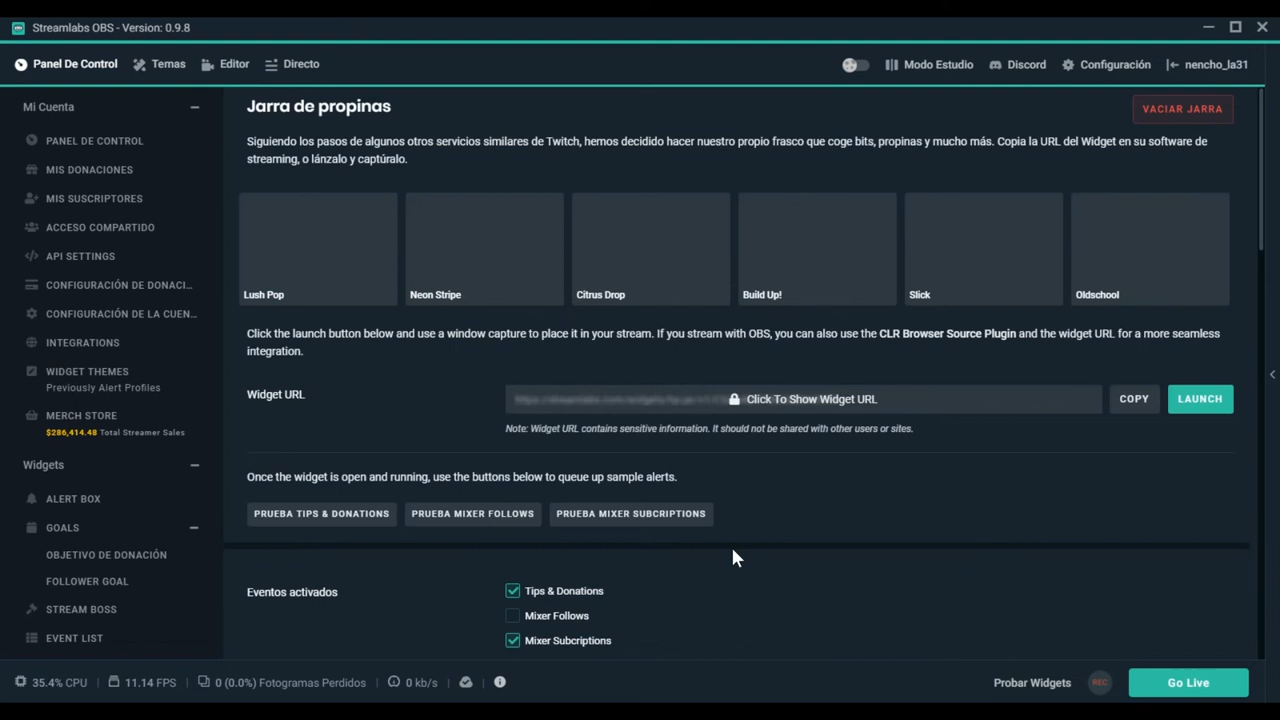 Streamlabs OBS - Version: 0.9.8
Panel De Control
Temas
Editor
Directo
Modo Estudio
Discord
Configuración
nencho_la31
Mi Cuenta
PANEL DE CONTROL
MIS DONACIONES
MIS SUSCRIPTORES
ACCESO COMPARTIDO
API SETTINGS
CONFIGURACIÓN DE DONACI...
CONFIGURACIÓN DE LA CUEN...
INTEGRATIONS
WIDGET THEMES
Previously Alert Profiles
MERCH STORE
$286,414.48 Total Streamer Sales
Widgets
ALERT BOX
GOALS
OBJETIVO DE DONACIÓN
FOLLOWER GOAL
STREAM BOSS
EVENT LIST
Jarra de propinas
VACIAR JARRA
Siguiendo los pasos de algunos otros servicios similares de Twitch, hemos decidido hacer nuestro propio frasco que coge bits, propinas y mucho más. Copia la URL del Widget en su software de
streaming, o lánzalo y captúralo.
Lush Pop
Neon Stripe
Citrus Drop
Build Up!
Slick
Oldschool
Click the launch button below and use a window capture to place it in your stream. If you stream with OBS, you can also use the CLR Browser Source Plugin and the widget URL for a more seamless
integration.
Widget URL
Click To Show Widget URL
COPY
LAUNCH
Note: Widget URL contains sensitive information. It should not be shared with other users or sites.
Once the widget is open and running, use the buttons below to queue up sample alerts.
PRUEBA TIPS & DONATIONS
PRUEBA MIXER FOLLOWS
PRUEBA MIXER SUBCRIPTIONS
Eventos activados
Tips & Donations
Mixer Follows
Mixer Subcriptions
35.4% CPU
11.14 FPS
0 (0.0%) Fotogramas Perdidos
0 kb/s
Probar Widgets
REC
Go Live